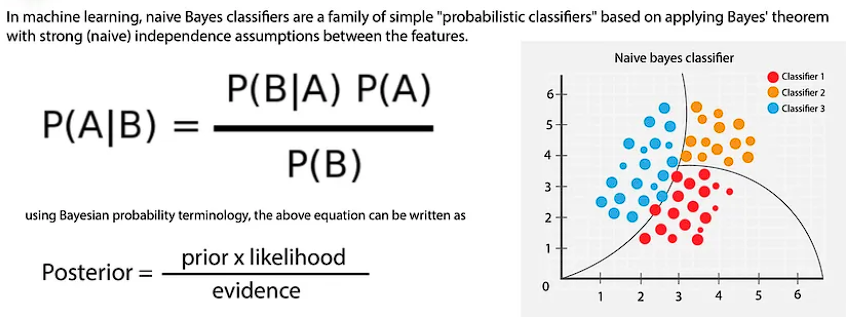 In machine learning, naive Bayes classifiers are a family of simple "probabilistic classifiers" based on applying Bayes' theorem
with strong (naive) independence assumptions between the features.
P(A|B) = P(B|A) P(A)
P(B)
using Bayesian probability terminology, the above equation can be written as
Posterior = prior x likelihood
evidence
Naive bayes classifier
Classifier 1
Classifier 2
Classifier 3
6
5
4
3
2
1
0
1 2 3 4 5 6